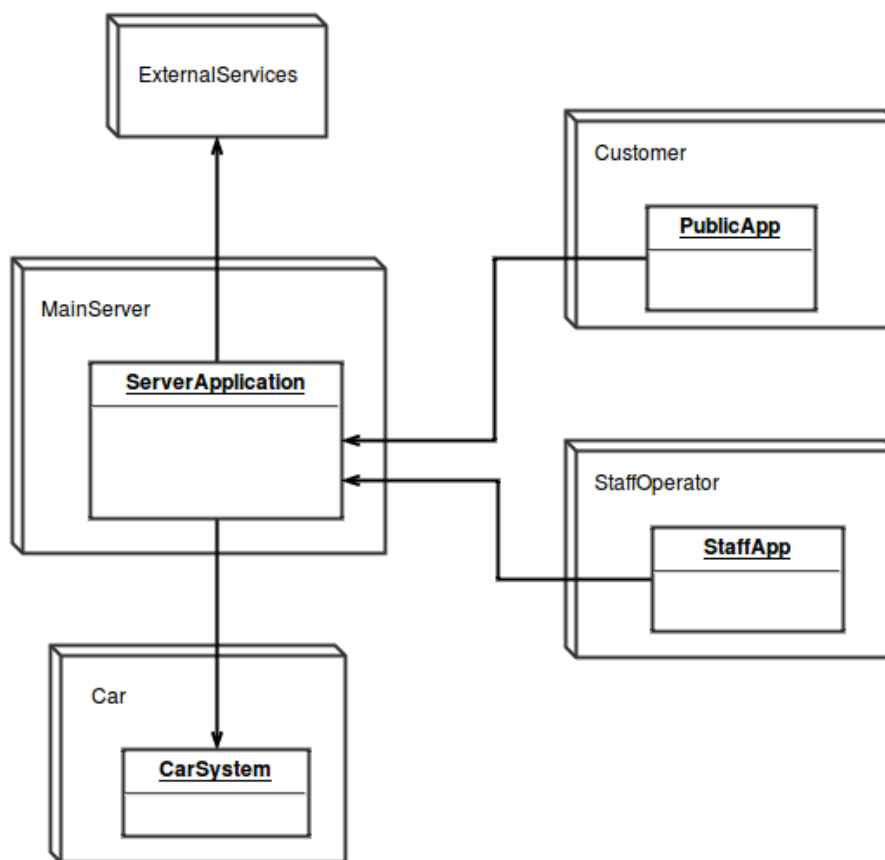 ExternalServices
Customer
PublicApp
MainServer
ServerApplication
StaffOperator
StaffApp
Car
CarSystem